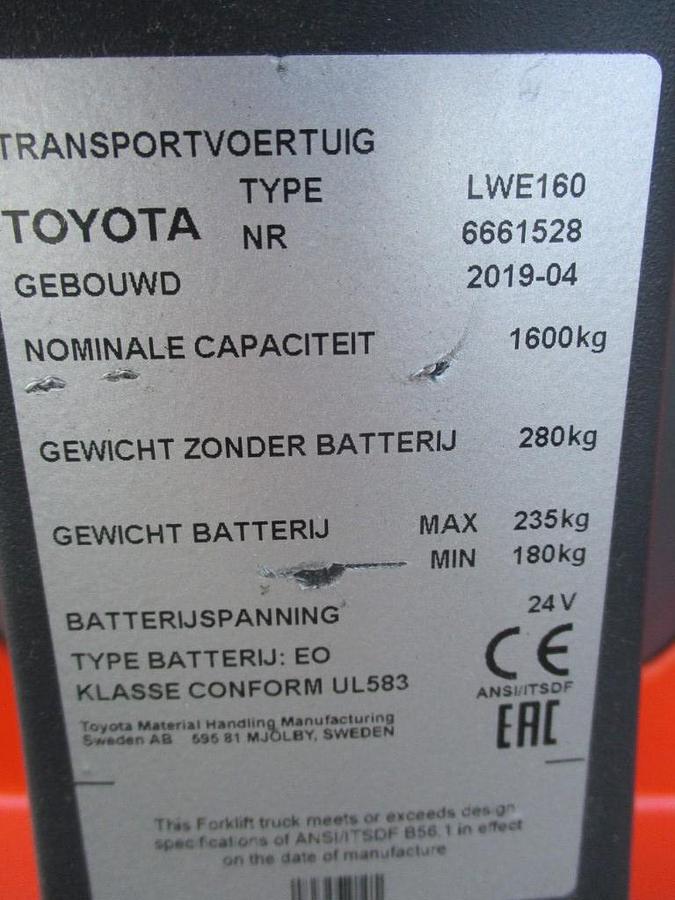 TRANSPORTVOERTUIG
TYPE LWE160
TOYOTA
NR 6661528
GEBOUWD 2019-04
NOMINALE CAPACITEIT 1600kg
GEWICHT ZONDER BATTERIJ 280kg
GEWICHT BATTERIJ MAX 235kg
MIN 180kg
BATTERIJSPANNING 24V
TYPE BATTERIJ: EO
KLASSE CONFORM UL583
CE
ANSI/ITSDF
EAC
Toyota Material Handling Manufacturing
Sweden AB 595 81 MJÖLBY, SWEDEN
This Forklift truck meets or exceeds design
specifications of ANSI/ITSDF B56.1 in effect
on the date of manufacture